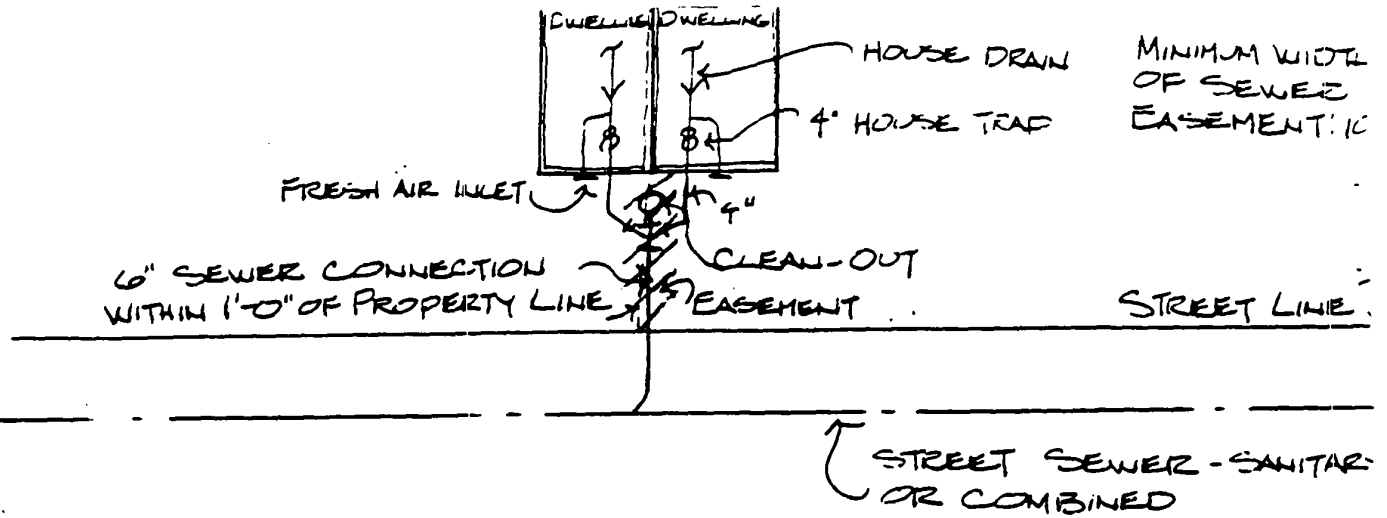 DWELLING DWELLING
HOUSE DRAIN
4" HOUSE TRAP
MINIMUM WIDTH
OF SEWER
EASEMENT:
FRESH AIR INLET
4"
CLEAN-OUT
6" SEWER CONNECTION
WITHIN 1'-0" OF PROPERTY LINE
EASEMENT
STREET LINE
STREET SEWER - SANITAR
OR COMBINED